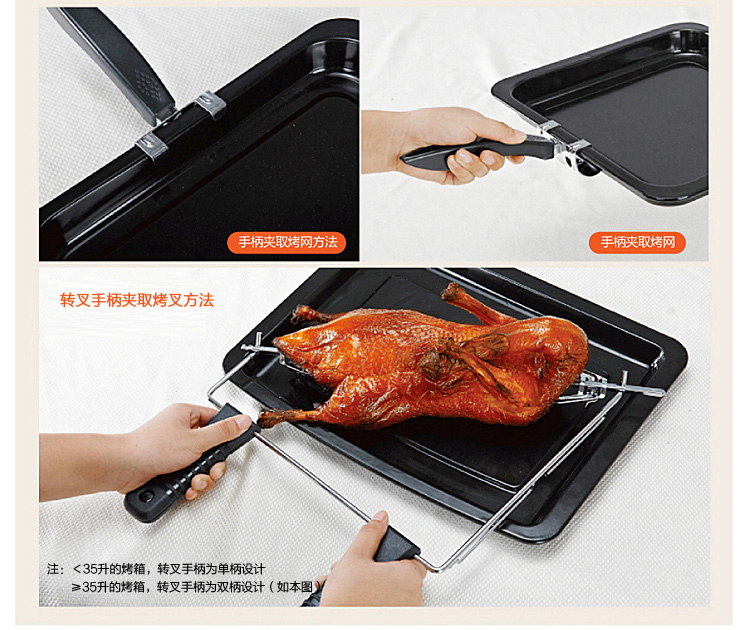 手柄夹取烤网方法
手柄夹取烤网
转叉手柄夹取烤叉方法
注：＜35升的烤箱，转叉手柄为单柄设计
≥35升的烤箱，转叉手柄为双柄设计（如本图）